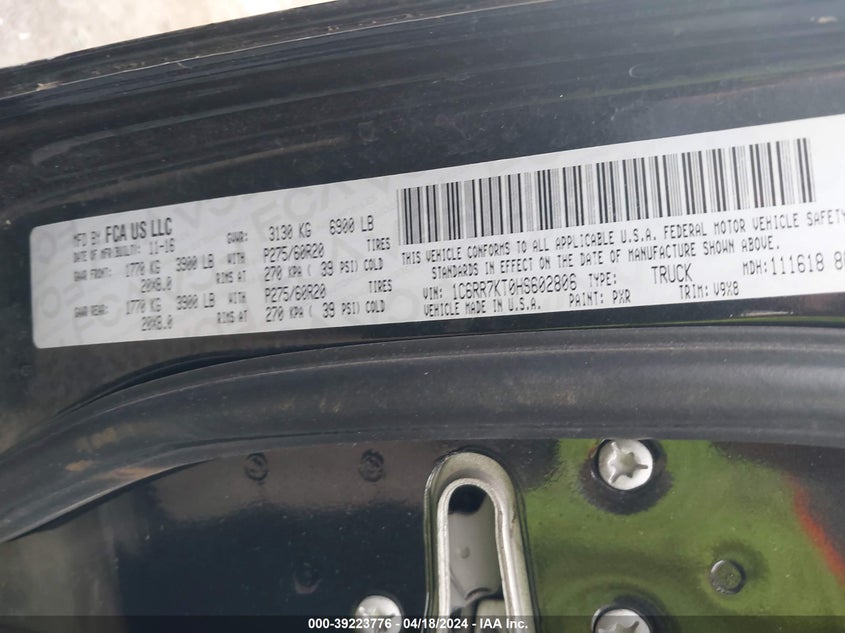 MFD BY FCA US LLC GVWR: 3130 KG 6900 LB
DATE OF MFR/BUILT: 11-16
GAWR FRONT: 1770 KG 3900 LB WITH P275/60R20 TIRES
20X8.0 RIMS AT 270 KPA ( 39 PSI) COLD
GAWR REAR: 1770 KG 3900 LB WITH P275/60R20 TIRES
20X8.0 RIMS AT 270 KPA ( 39 PSI) COLD
THIS VEHICLE CONFORMS TO ALL APPLICABLE U.S.A. FEDERAL MOTOR VEHICLE SAFETY
STANDARDS IN EFFECT ON THE DATE OF MANUFACTURE SHOWN ABOVE.
VIN: 1C6RR7KT0HS602806 TYPE: TRUCK MDH: 111618
VEHICLE MADE IN U.S.A. PAINT: PXR TRIM: V9X8
000-39223776 - 04/18/2024 - IAA Inc.